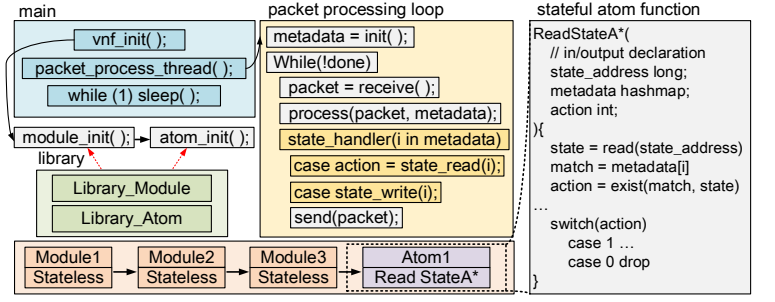 main
vnf_init( );
packet_process_thread( );
while (1) sleep( );
module_init( );
atom_init( );
library
Library_Module
Library_Atom
packet processing loop
metadata = init( );
While(!done)
packet = receive( );
process(packet, metadata);
state_handler(i in metadata)
case action = state_read(i);
case state_write(i);
send(packet);
Module1
Stateless
Module2
Stateless
Module3
Stateless
Atom1
Read StateA*
stateful atom function
ReadStateA*(
// in/output declaration
state_address long;
metadata hashmap;
action int;
){
state = read(state_address)
match = metadata[i]
action = exist(match, state)
…
switch(action)
case 1 …
case 0 drop
}